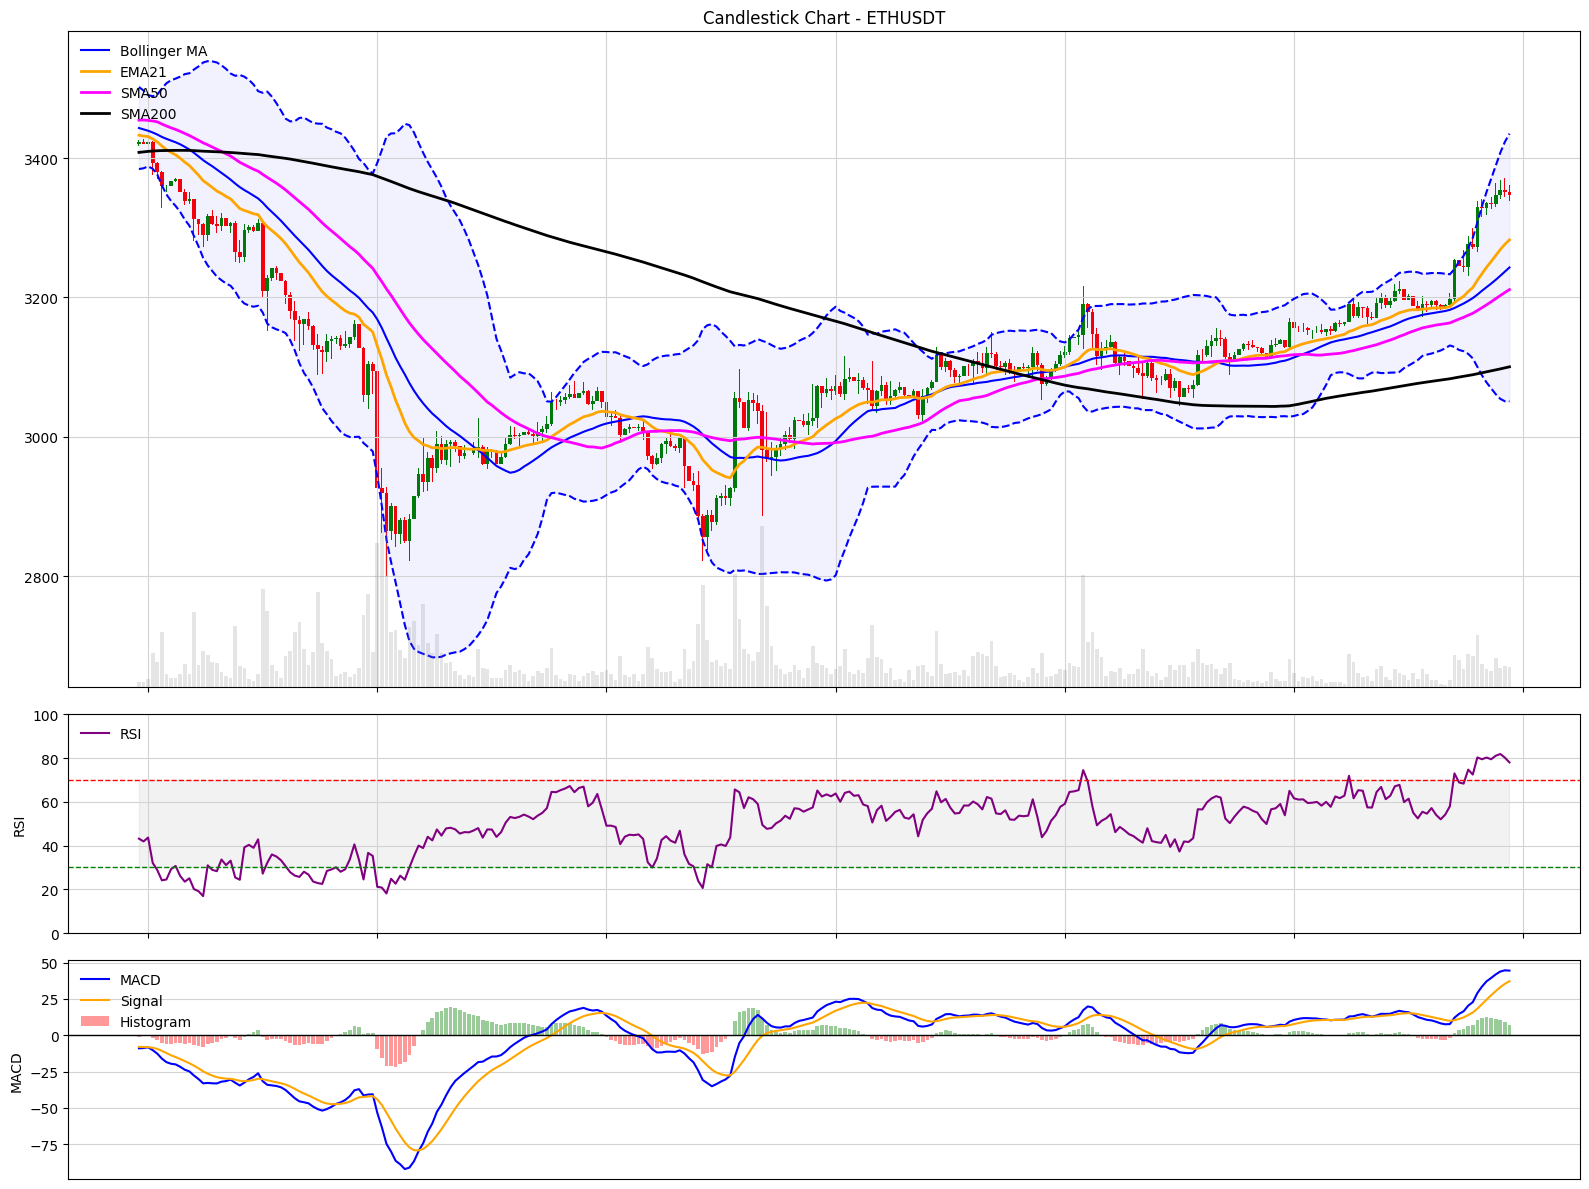 Candlestick Chart - ETHUSDT
Bollinger MA
EMA21
SMA50
SMA200
3400
3200
3000
2800
RSI
100
80
60
40
20
0
RSI
MACD
Signal
Histogram
50
25
0
−25
−50
−75
MACD